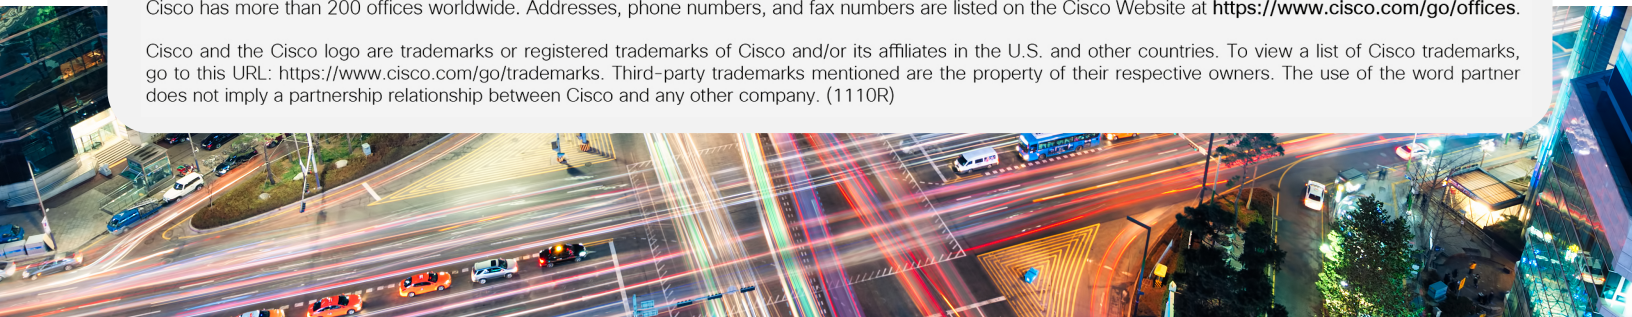 Cisco has more than 200 offices worldwide. Addresses, phone numbers, and fax numbers are listed on the Cisco Website at https://www.cisco.com/go/offices.
Cisco and the Cisco logo are trademarks or registered trademarks of Cisco and/or its affiliates in the U.S. and other countries. To view a list of Cisco trademarks,
go to this URL: https://www.cisco.com/go/trademarks. Third-party trademarks mentioned are the property of their respective owners. The use of the word partner
does not imply a partnership relationship between Cisco and any other company. (1110R)